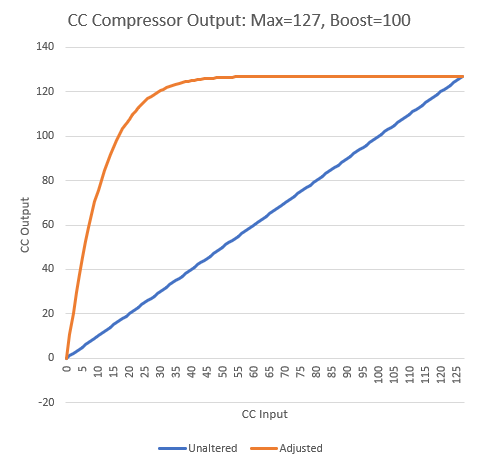 CC Compressor Output: Max=127, Boost=100
140
120
100
80
60
40
20
0
-20
CC Output
0 5 10 15 20 25 30 35 40 45 50 55 60 65 70 75 80 85 90 95 100 105 110 115 120 125
CC Input
Unaltered Adjusted